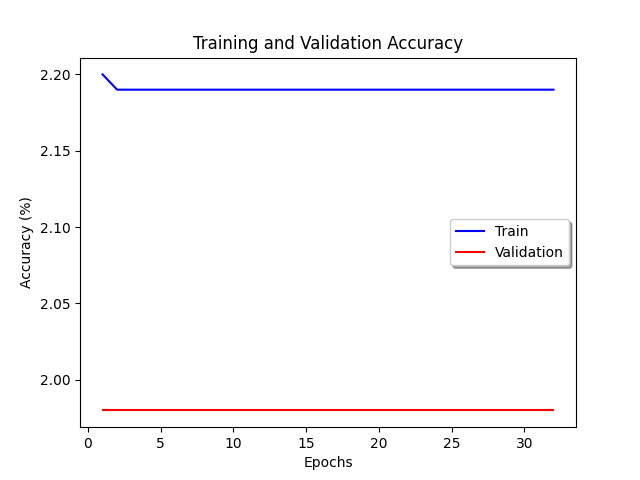 Training and Validation Accuracy
2.20
2.15
2.10
2.05
2.00
Accuracy (%)
Train
Validation
0 5 10 15 20 25 30
Epochs